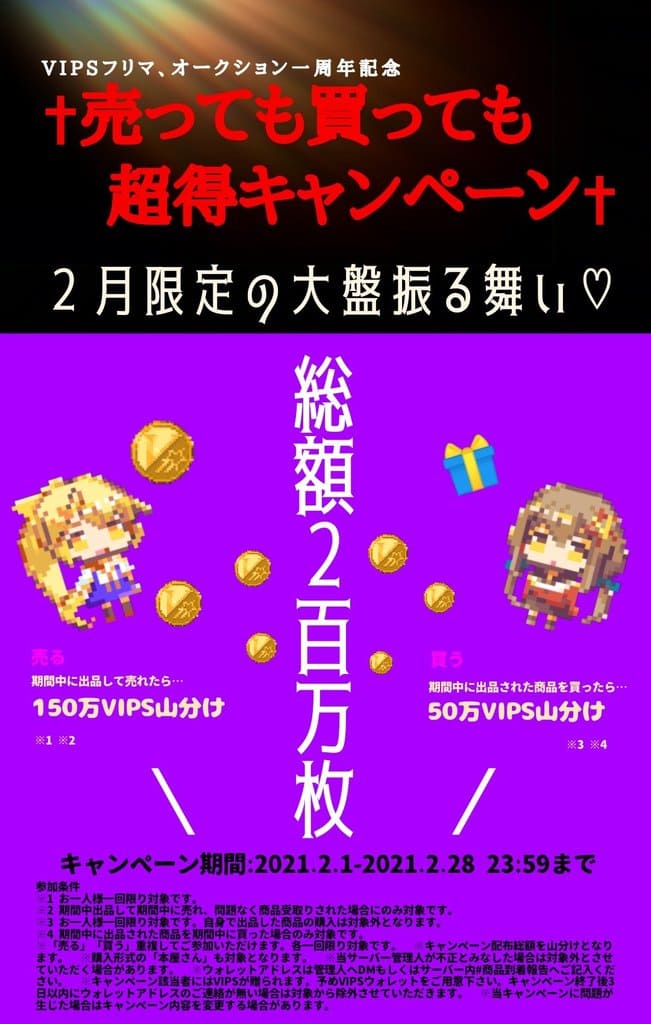 VIPSフリマ、オークション一周年記念
†売っても買っても
超得キャンペーン†
２月限定の大盤振る舞い♡
総額２百万枚
売る
期間中に出品して売れたら…
150万VIPS山分け
※1 ※2
買う
期間中に出品された商品を買ったら…
50万VIPS山分け
※3 ※4
キャンペーン期間:2021.2.1-2021.2.28 23:59まで
参加条件
※1 お一人様一回限り対象です。
※2 期間中出品して期間中に売れ、問題なく商品受取りされた場合にのみ対象です。
※3 お一人様一回限り対象です。自身で出品した商品の購入は対象外となります。
※4 期間中に出品された商品を期間中に買った場合のみ対象です。
※「売る」「買う」重複してご参加いただけます。各一回限り対象です。 ※キャンペーン配布総額を山分けとなり
ます。 ※購入形式の「本屋さん」も対象となります。 ※当サーバー管理人が不正とみなした場合は対象外とさせ
ていただく場合があります。 ※ウォレットアドレスは管理人へDMもしくはサーバー内#商品到着報告へご記入くだ
さい。 ※キャンペーン該当者にはVIPSが贈られます。予めVIPSウォレットをご用意下さい。キャンペーン終了後3
日以内にウォレットアドレスのご連絡が無い場合は対象から除外させていただきます。 ※当キャンペーンに問題が
生じた場合はキャンペーン内容を変更する場合があります。